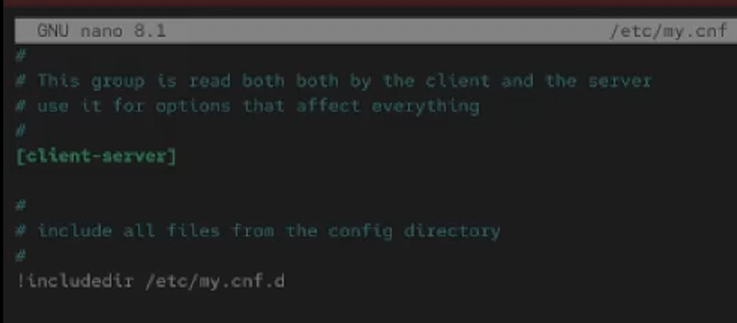 GNU nano 8.1 /etc/my.cnf
#
# This group is read both both by the client and the server
# use it for options that affect everything
#
[client-server]
#
# include all files from the config directory
#
!includedir /etc/my.cnf.d